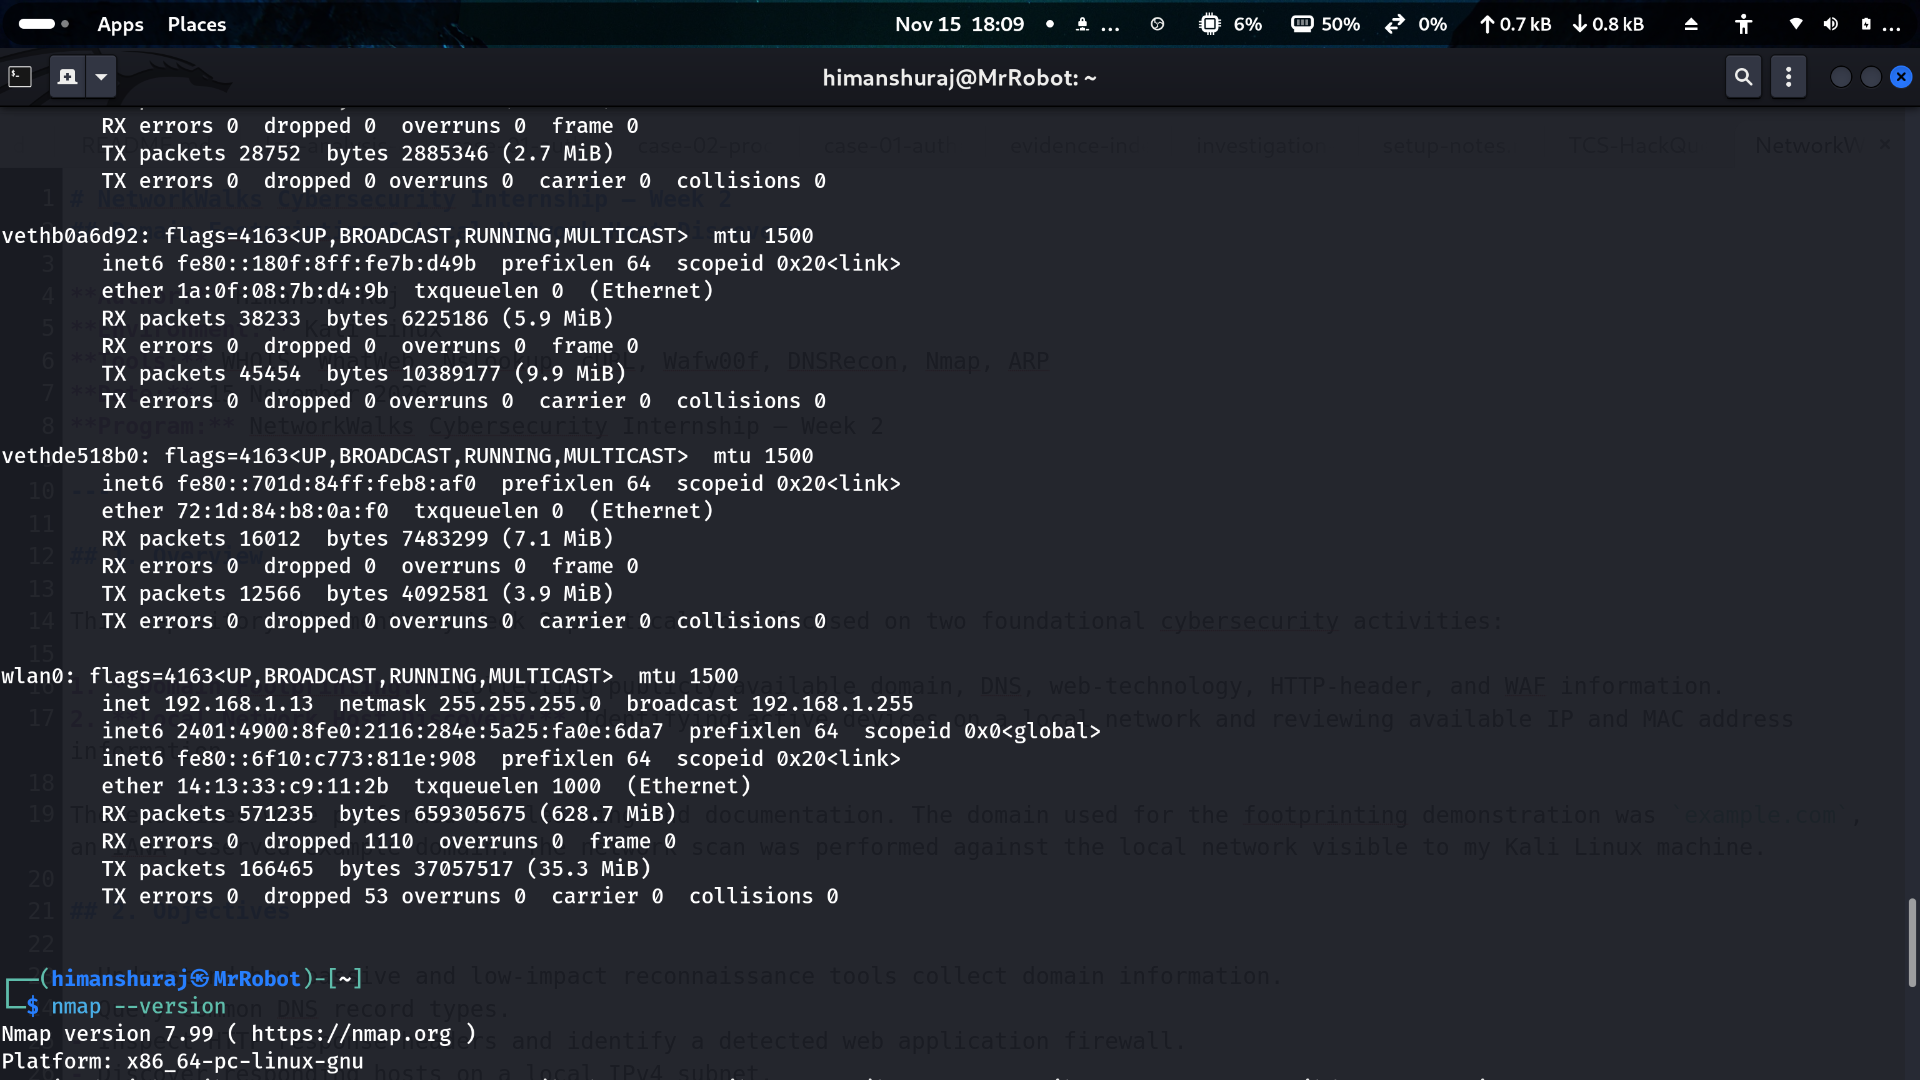 Apps Places Nov 15 18:09 ... 6% 50% 0% 0.7 kB 0.8 kB ...
himanshuraj@MrRobot: ~
RX errors 0 dropped 0 overruns 0 frame 0
TX packets 28752 bytes 2885346 (2.7 MiB)
TX errors 0 dropped 0 overruns 0 carrier 0 collisions 0
vethb0a6d92: flags=4163<UP,BROADCAST,RUNNING,MULTICAST> mtu 1500
inet6 fe80::180f:8ff:fe7b:d49b prefixlen 64 scopeid 0x20<link>
ether 1a:0f:08:7b:d4:9b txqueuelen 0 (Ethernet)
RX packets 38233 bytes 6225186 (5.9 MiB)
RX errors 0 dropped 0 overruns 0 frame 0
TX packets 45454 bytes 10389177 (9.9 MiB)
TX errors 0 dropped 0 overruns 0 carrier 0 collisions 0
vethde518b0: flags=4163<UP,BROADCAST,RUNNING,MULTICAST> mtu 1500
inet6 fe80::701d:84ff:feb8:af0 prefixlen 64 scopeid 0x20<link>
ether 72:1d:84:b8:0a:f0 txqueuelen 0 (Ethernet)
RX packets 16012 bytes 7483299 (7.1 MiB)
RX errors 0 dropped 0 overruns 0 frame 0
TX packets 12566 bytes 4092581 (3.9 MiB)
TX errors 0 dropped 0 overruns 0 carrier 0 collisions 0
wlan0: flags=4163<UP,BROADCAST,RUNNING,MULTICAST> mtu 1500
inet 192.168.1.13 netmask 255.255.255.0 broadcast 192.168.1.255
inet6 2401:4900:8fe0:2116:284e:5a25:fa0e:6da7 prefixlen 64 scopeid 0x0<global>
inet6 fe80::6f10:c773:811e:908 prefixlen 64 scopeid 0x20<link>
ether 14:13:33:c9:11:2b txqueuelen 1000 (Ethernet)
RX packets 571235 bytes 659305675 (628.7 MiB)
RX errors 0 dropped 1110 overruns 0 frame 0
TX packets 166465 bytes 37057517 (35.3 MiB)
TX errors 0 dropped 53 overruns 0 carrier 0 collisions 0
(himanshuraj㉿MrRobot)-[~]
$ nmap --version
Nmap version 7.99 ( https://nmap.org )
Platform: x86_64-pc-linux-gnu